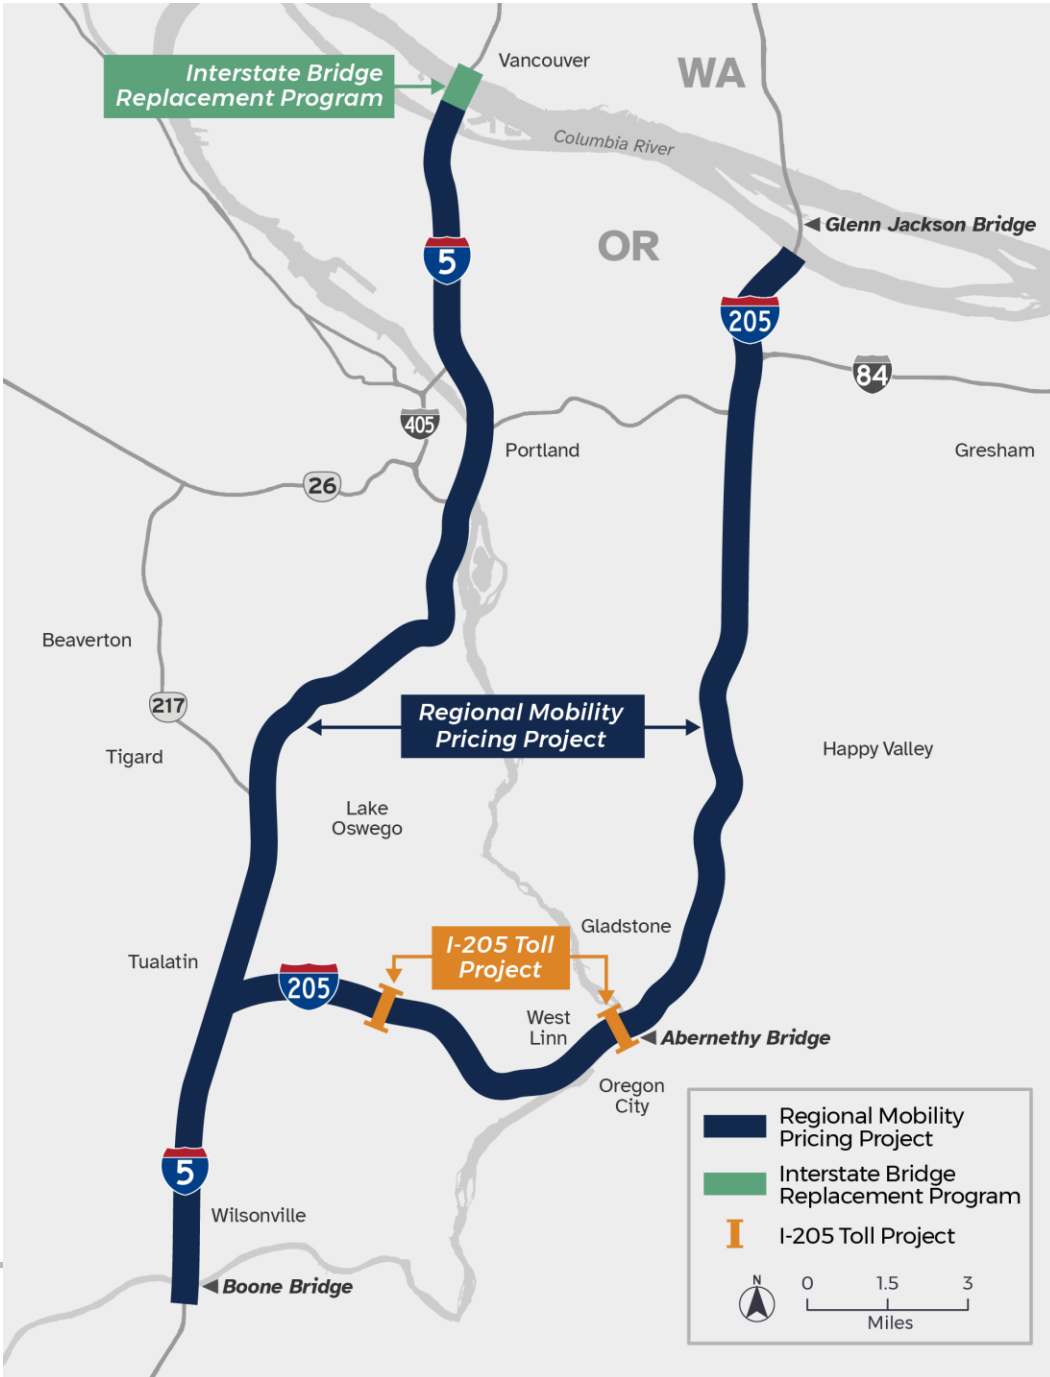 Vancouver
Interstate Bridge
Replacement Program
WA
Columbia River
Glenn Jackson Bridge
OR
5
205
84
405
Portland
Gresham
26
Beaverton
217
Regional Mobility
Pricing Project
Tigard
Happy Valley
Lake
Oswego
Gladstone
I-205 Toll
Project
Tualatin
205
West
Linn
Abernethy Bridge
Oregon
City
5
Wilsonville
Boone Bridge
Regional Mobility
Pricing Project
Interstate Bridge
Replacement Program
I-205 Toll Project
N
0 1.5 3
Miles